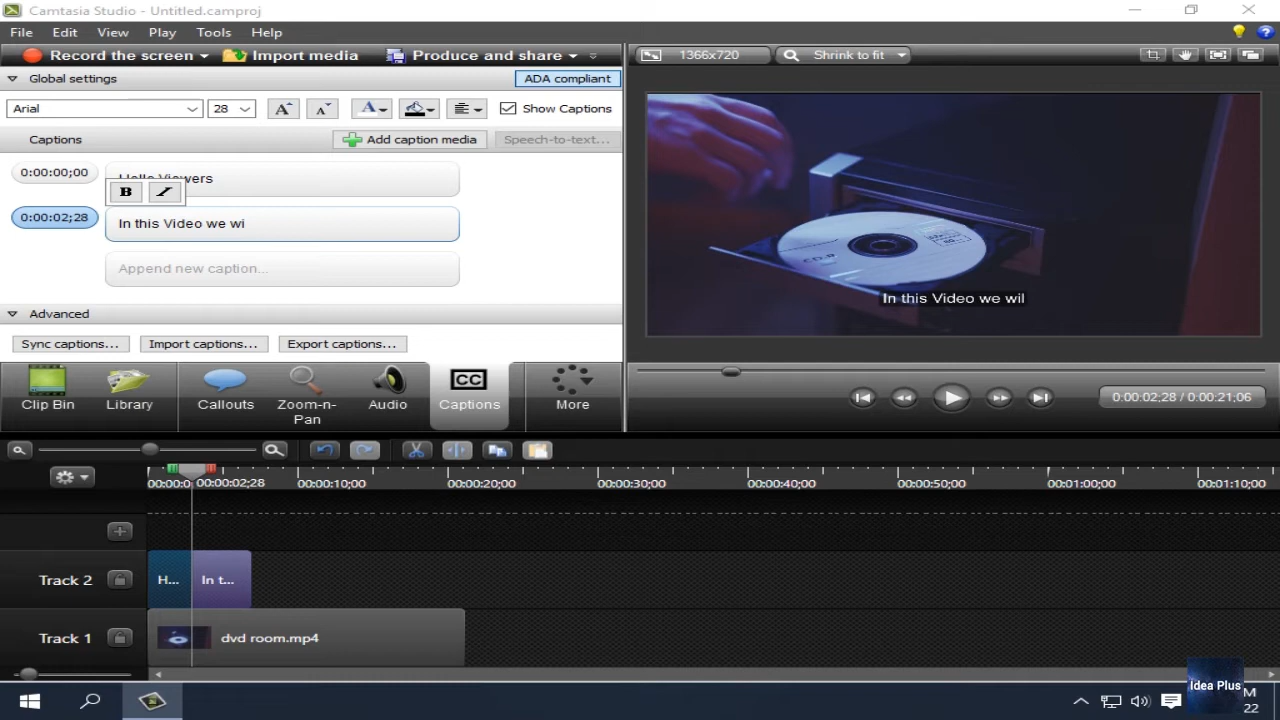 Camtasia Studio - Untitled.camproj
File Edit View Play Tools Help
Record the screen Import media Produce and share 1366x720 Shrink to fit
Global settings ADA compliant
Arial 28 A A A Show Captions
Captions Add caption media Speech-to-text...
0:00:00;00 Hello Viewers
B I
0:00:02;28 In this Video we wi
Append new caption...
In this Video we wil
Advanced
Sync captions... Import captions... Export captions...
CC
Clip Bin Library Callouts Zoom-n-Pan Audio Captions More
0:00:02;28 / 0:00:21;06
00:00:0 00:00:02;28 00:00:10;00 00:00:20;00 00:00:30;00 00:00:40;00 00:00:50;00 00:01:00;00 00:01:10;00
Track 2 H... In t...
Track 1 dvd room.mp4
Idea Plus
M
22